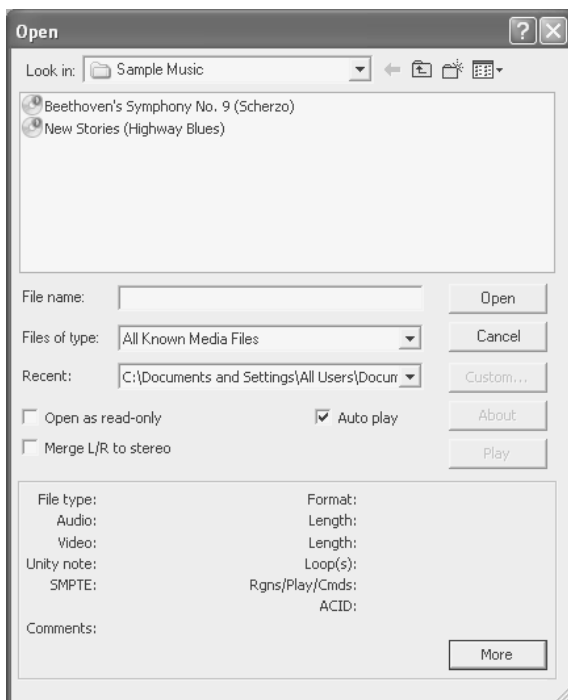 Open
Look in: Sample Music
Beethoven's Symphony No. 9 (Scherzo)
New Stories (Highway Blues)
File name: Open
Files of type: All Known Media Files Cancel
Recent: C:\Documents and Settings\All Users\Docum Custom...
Open as read-only Auto play About
Merge L/R to stereo Play
File type: Format:
Audio: Length:
Video: Length:
Unity note: Loop(s):
SMPTE: Rgns/Play/Cmds:
ACID:
Comments:
More